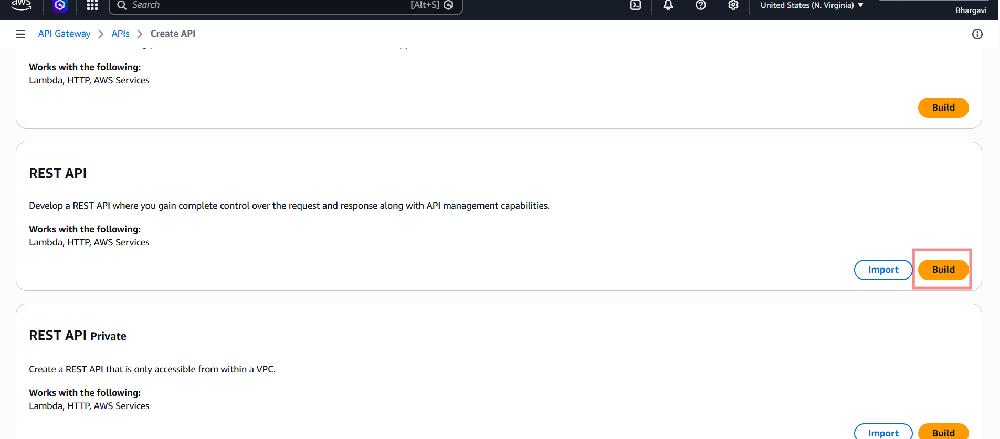 aws
Search [Alt+S] United States (N. Virginia) Bhargavi
API Gateway APIs Create API
Works with the following:
Lambda, HTTP, AWS Services
Build
REST API
Develop a REST API where you gain complete control over the request and response along with API management capabilities.
Works with the following:
Lambda, HTTP, AWS Services
Import Build
REST API Private
Create a REST API that is only accessible from within a VPC.
Works with the following:
Lambda, HTTP, AWS Services
Import Build